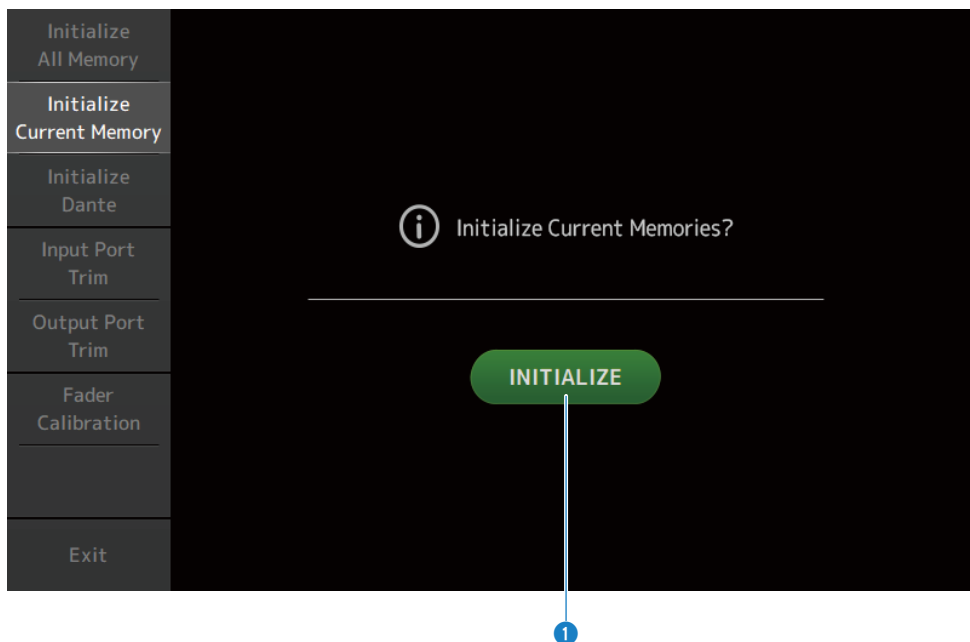 Initialize
All Memory
Initialize
Current Memory
Initialize
Dante
Input Port
Trim
Output Port
Trim
Fader
Calibration
Exit
Initialize Current Memories?
INITIALIZE
1